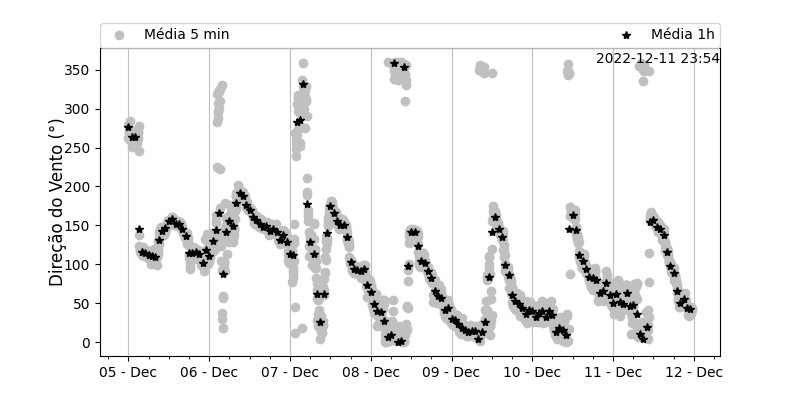 Média 5 min
Média 1h
2022-12-11 23:54
Direção do Vento (°)
350
300
250
200
150
100
50
0
05 - Dec
06 - Dec
07 - Dec
08 - Dec
09 - Dec
10 - Dec
11 - Dec
12 - Dec